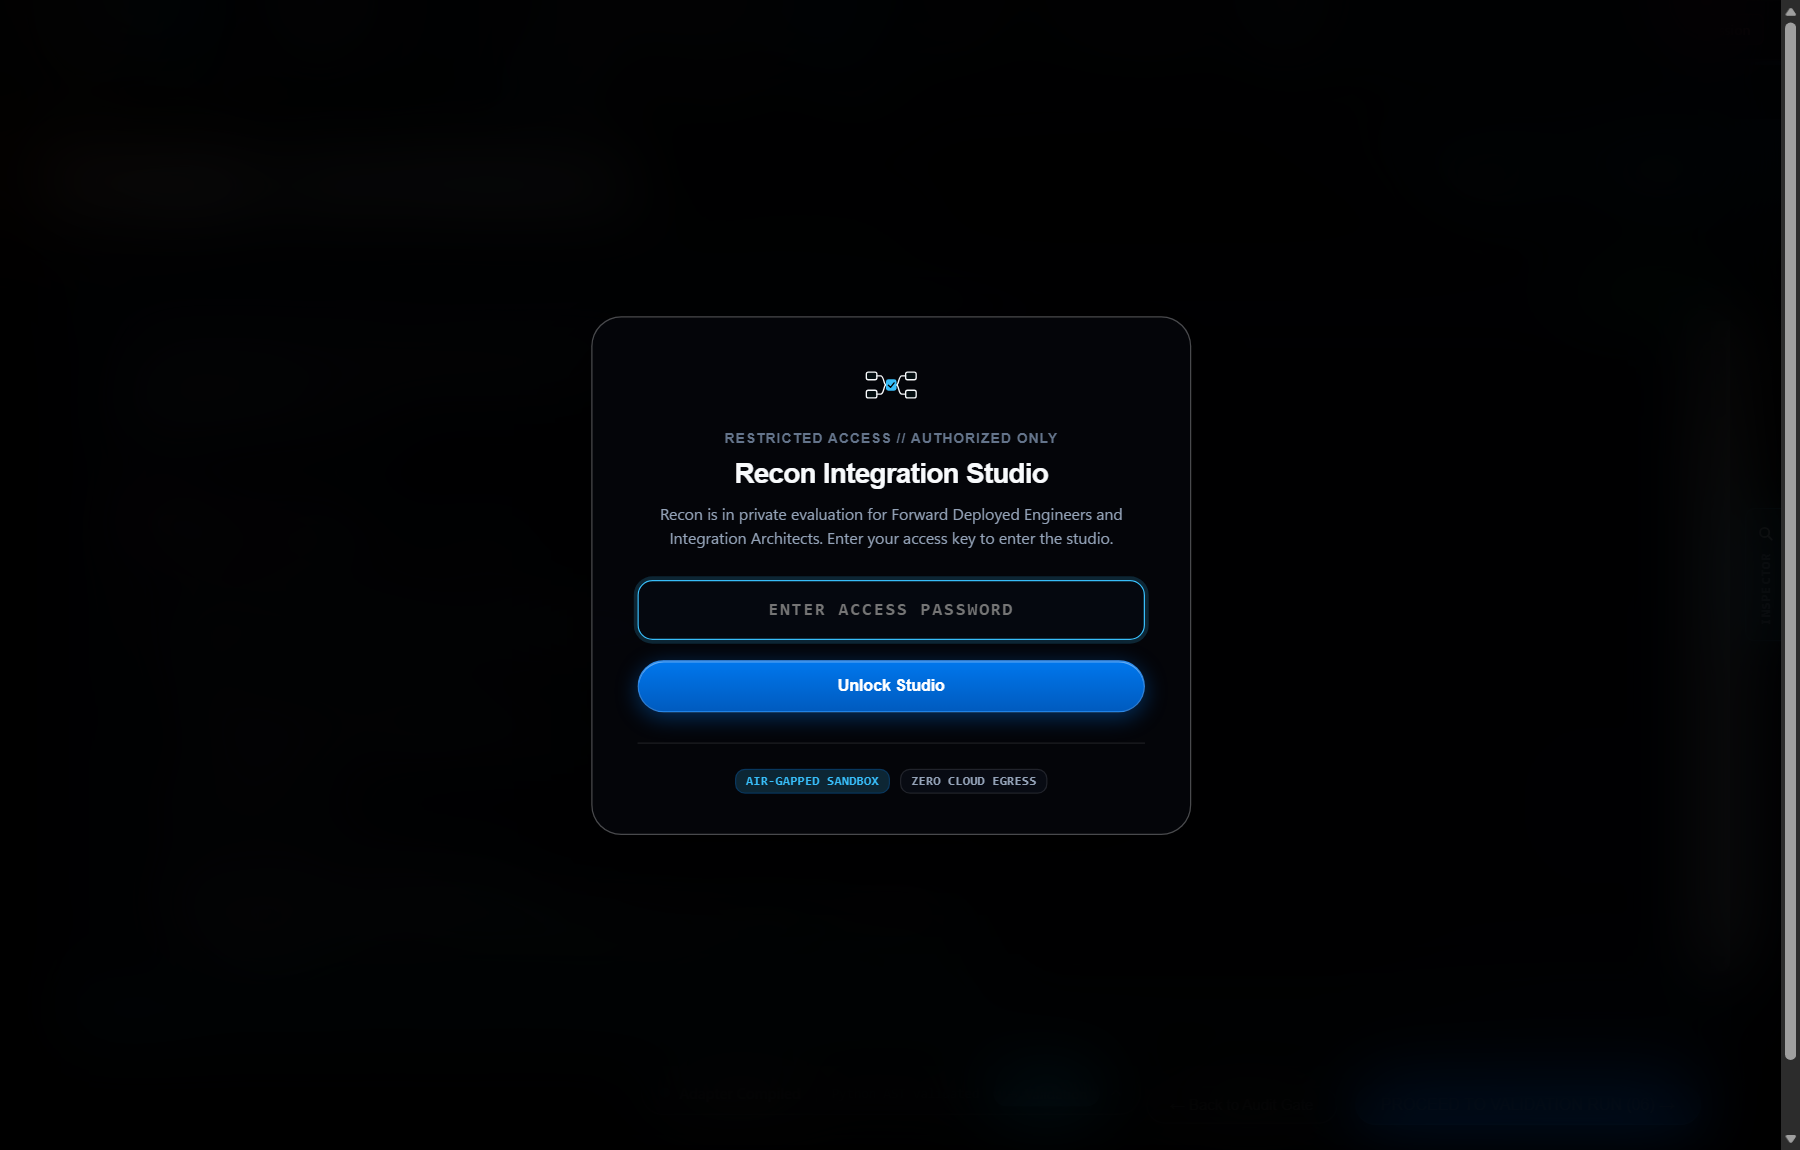 RESTRICTED ACCESS // AUTHORIZED ONLY
Recon Integration Studio
Recon is in private evaluation for Forward Deployed Engineers and
Integration Architects. Enter your access key to enter the studio.
ENTER ACCESS PASSWORD
Unlock Studio
AIR-GAPPED SANDBOX
ZERO CLOUD EGRESS
INSPECTOR